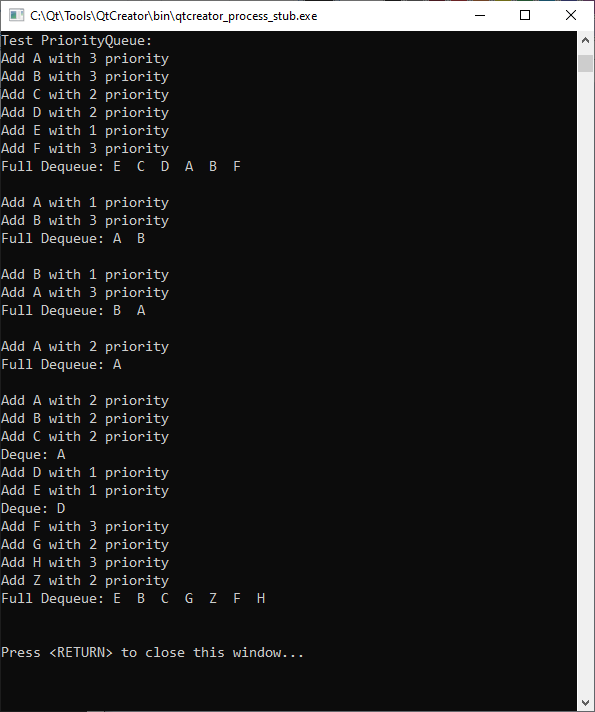 C:\Qt\Tools\QtCreator\bin\qtcreator_process_stub.exe
Test PriorityQueue:
Add A with 3 priority
Add B with 3 priority
Add C with 2 priority
Add D with 2 priority
Add E with 1 priority
Add F with 3 priority
Full Dequeue: E  C  D  A  B  F
Add A with 1 priority
Add B with 3 priority
Full Dequeue: A  B
Add B with 1 priority
Add A with 3 priority
Full Dequeue: B  A
Add A with 2 priority
Full Dequeue: A
Add A with 2 priority
Add B with 2 priority
Add C with 2 priority
Deque: A
Add D with 1 priority
Add E with 1 priority
Deque: D
Add F with 3 priority
Add G with 2 priority
Add H with 3 priority
Add Z with 2 priority
Full Dequeue: E  B  C  G  Z  F  H
Press <RETURN> to close this window...